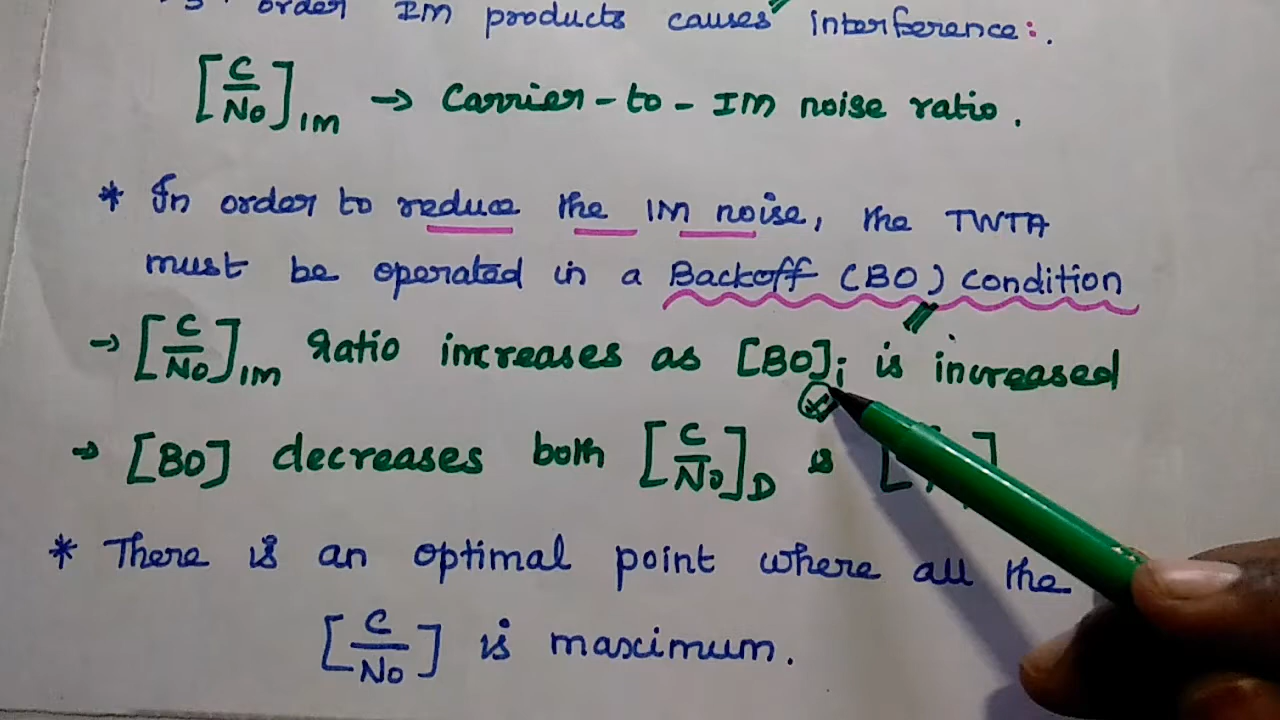 order IM products causes interference:.
[C/No]IM → Carrier-to-IM noise ratio.
* In order to reduce the IM noise, the TWTA
must be operated in a Backoff (BO) condition
→ [C/No]IM ratio increases as [BO]i is increased
→ [BO] decreases both [C/No]D is
* There is an optimal point where all the
[C/No] is maximum.